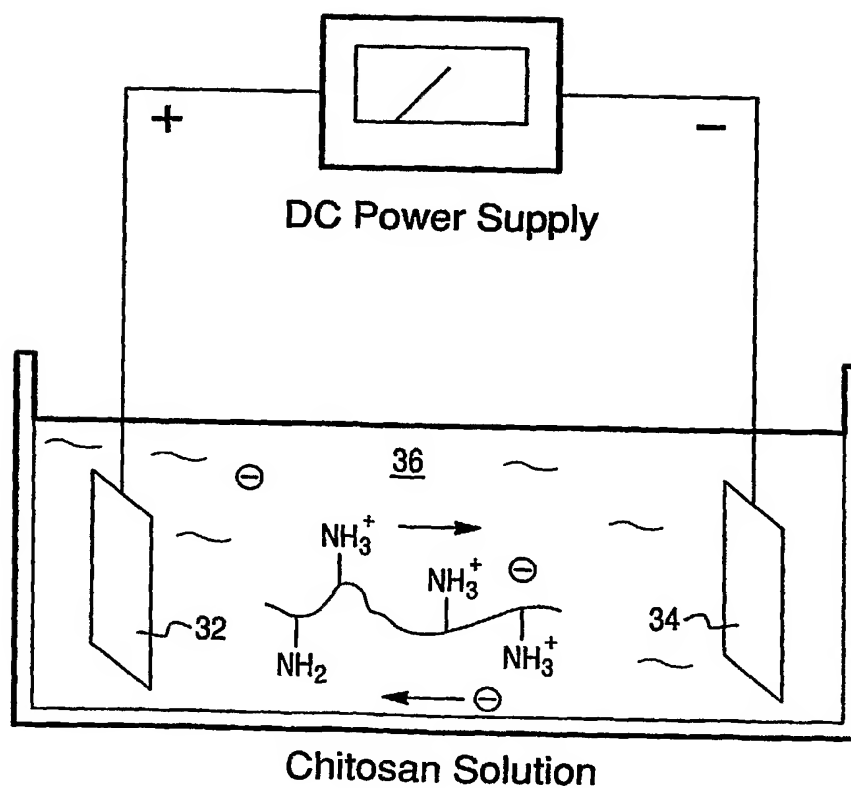 + −
DC Power Supply
36
⊖
NH₃⁺
NH₃⁺ ⊖
32
34
NH₂
NH₃⁺
⊖
Chitosan Solution